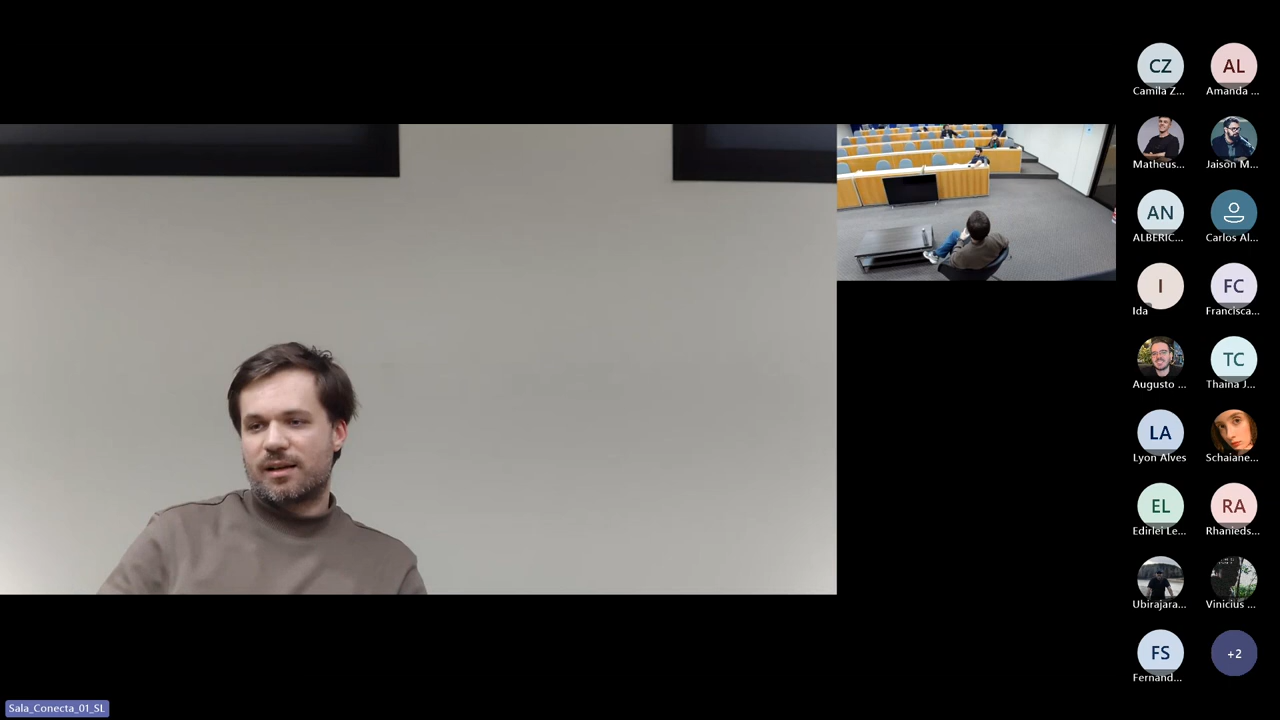 CZ AL
Camila Z... Amanda ...
Matheus... Jaison M...
AN
ALBERIC... Carlos Al...
I FC
Ida Francisca...
TC
Augusto ... Thaina J...
LA
Lyon Alves Schaiane...
EL RA
Edirlei Le... Rhanieds...
Ubirajara... Vinicius ...
FS +2
Fernand...
Sala_Conecta_01_SL